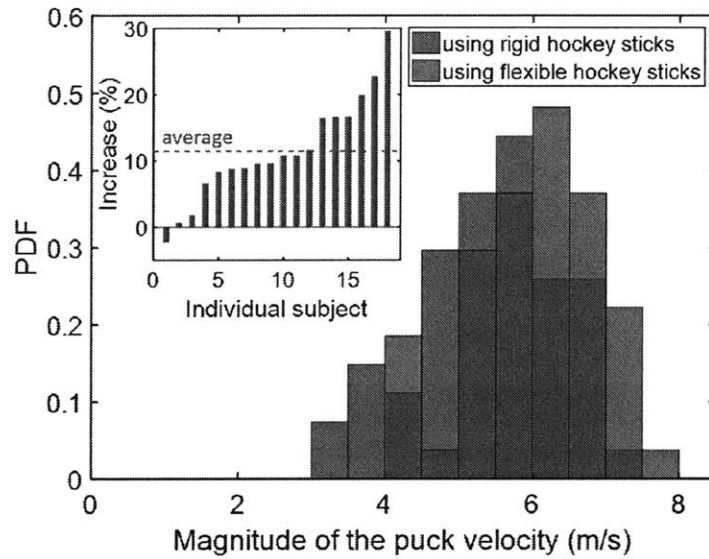 using rigid hockey sticks
using flexible hockey sticks
PDF
0.6
0.5
0.4
0.3
0.2
0.1
0
0
2
4
6
8
Magnitude of the puck velocity (m/s)
Increase (%)
30
20
10
0
average
0
5
10
15
Individual subject